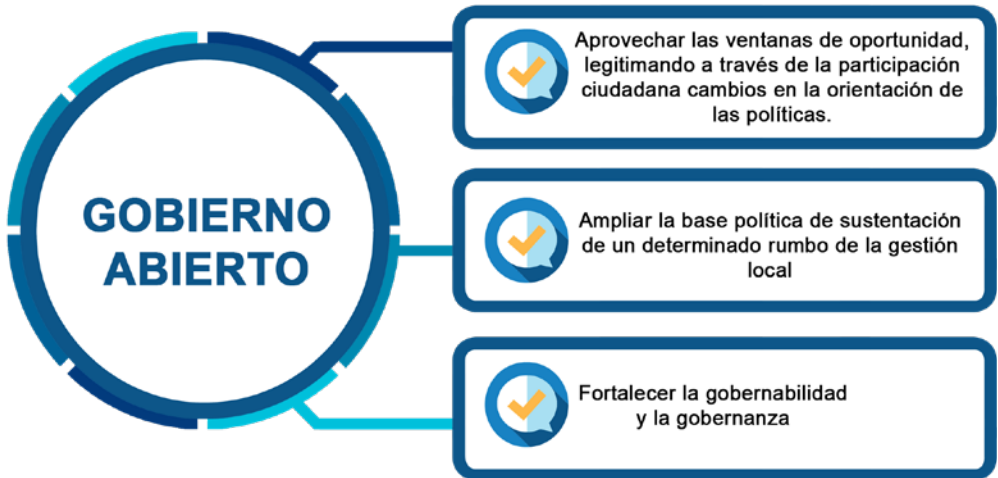 GOBIERNO
ABIERTO
Aprovechar las ventanas de oportunidad,
legitimando a través de la participación
ciudadana cambios en la orientación de
las políticas.
Ampliar la base política de sustentación
de un determinado rumbo de la gestión
local
Fortalecer la gobernabilidad
y la gobernanza